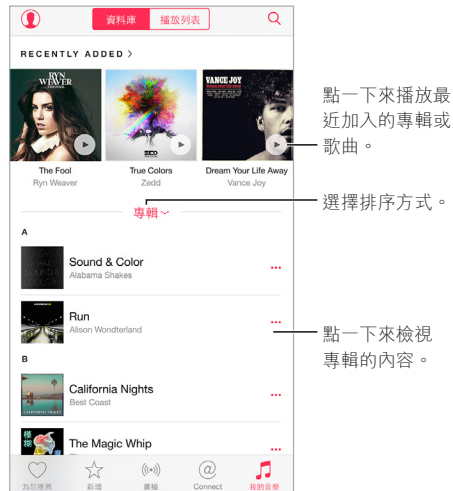 資料庫 播放列表
RECENTLY ADDED >
RYN WEAVER
VANCE JOY
ZEDD
The Fool
Ryn Weaver
True Colors
Zedd
Dream Your Life Away
Vance Joy
點一下來播放最
近加入的專輯或
歌曲。
專輯
選擇排序方式。
A
Sound & Color
Alabama Shakes
Run
Alison Wondterland
點一下來檢視
專輯的內容。
B
California Nights
Best Coast
The Magic Whip
為您推薦 新增 廣播 Connect 我的音樂